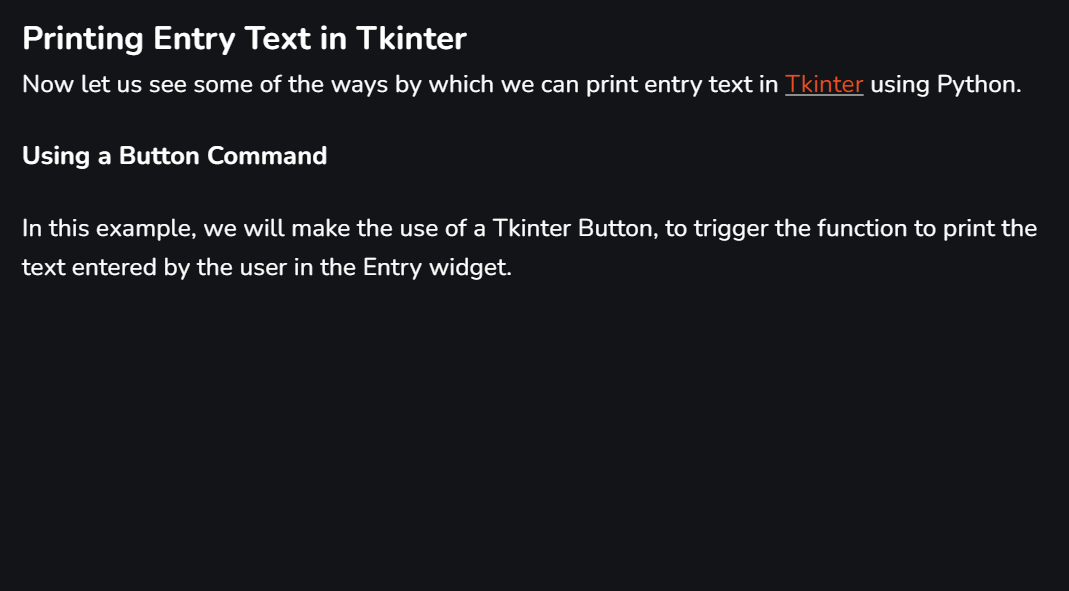 Printing Entry Text in Tkinter
Now let us see some of the ways by which we can print entry text in Tkinter using Python.
Using a Button Command
In this example, we will make the use of a Tkinter Button, to trigger the function to print the
text entered by the user in the Entry widget.